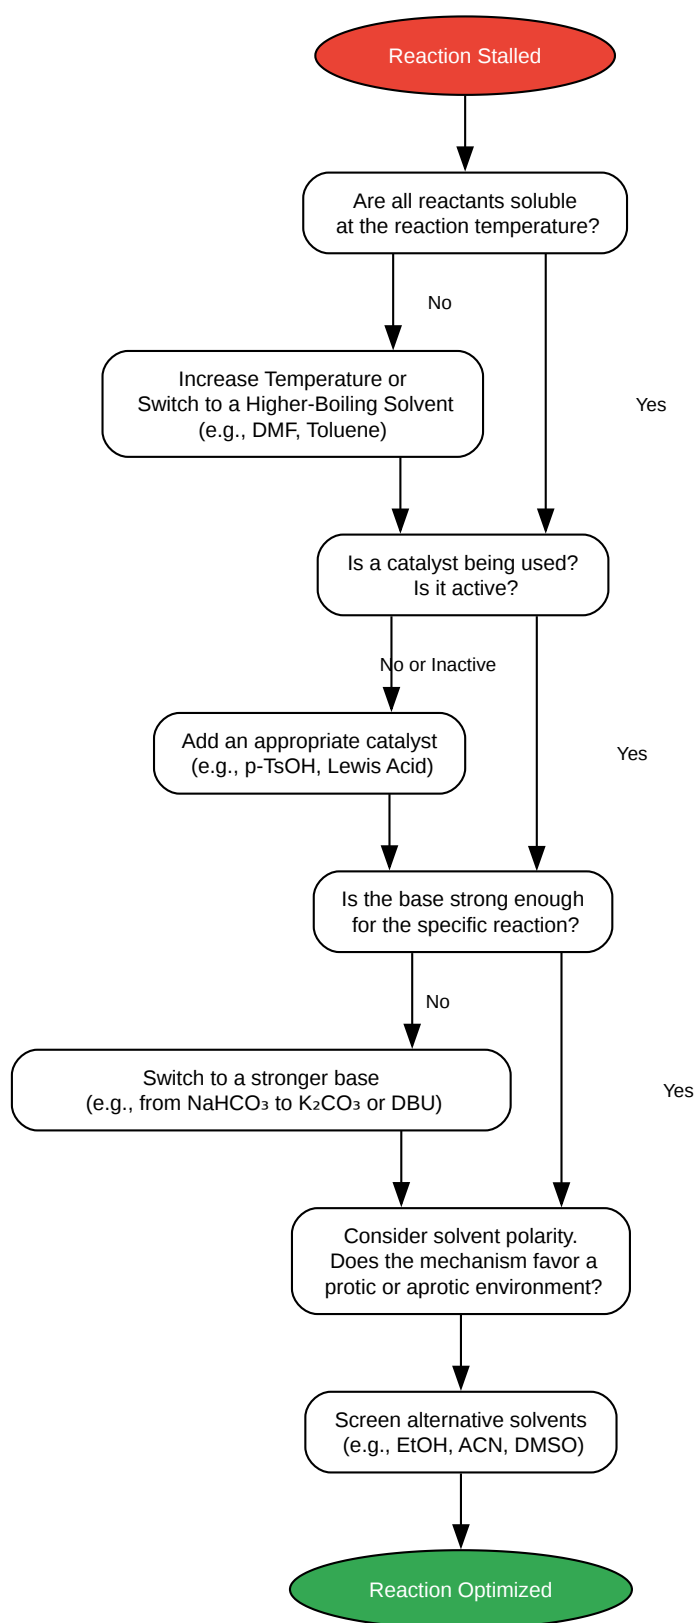 Reaction Stalled
Are all reactants soluble
at the reaction temperature?
No
Increase Temperature or
Switch to a Higher-Boiling Solvent
(e.g., DMF, Toluene)
Yes
Is a catalyst being used?
Is it active?
No or Inactive
Add an appropriate catalyst
(e.g., p-TsOH, Lewis Acid)
Yes
Is the base strong enough
for the specific reaction?
No
Switch to a stronger base
(e.g., from NaHCO₃ to K₂CO₃ or DBU)
Yes
Consider solvent polarity.
Does the mechanism favor a
protic or aprotic environment?
Screen alternative solvents
(e.g., EtOH, ACN, DMSO)
Reaction Optimized